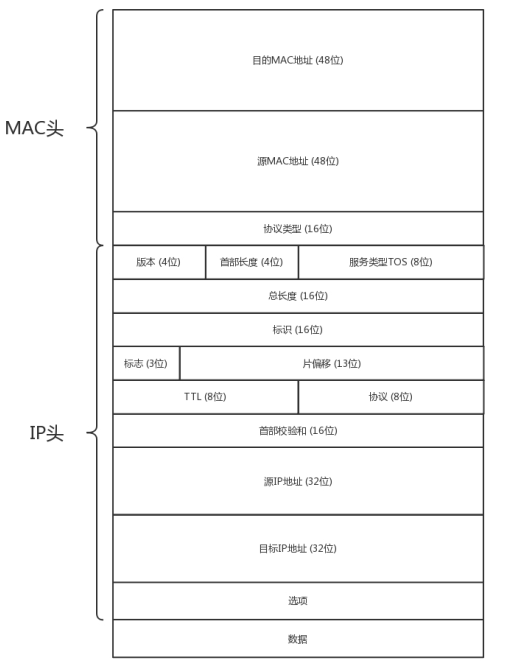 目的MAC地址 (48位)
MAC头
源MAC地址 (48位)
协议类型 (16位)
版本 (4位) 首部长度 (4位) 服务类型TOS (8位)
总长度 (16位)
标识 (16位)
标志 (3位) 片偏移 (13位)
TTL (8位) 协议 (8位)
IP头
首部校验和 (16位)
源IP地址 (32位)
目标IP地址 (32位)
选项
数据